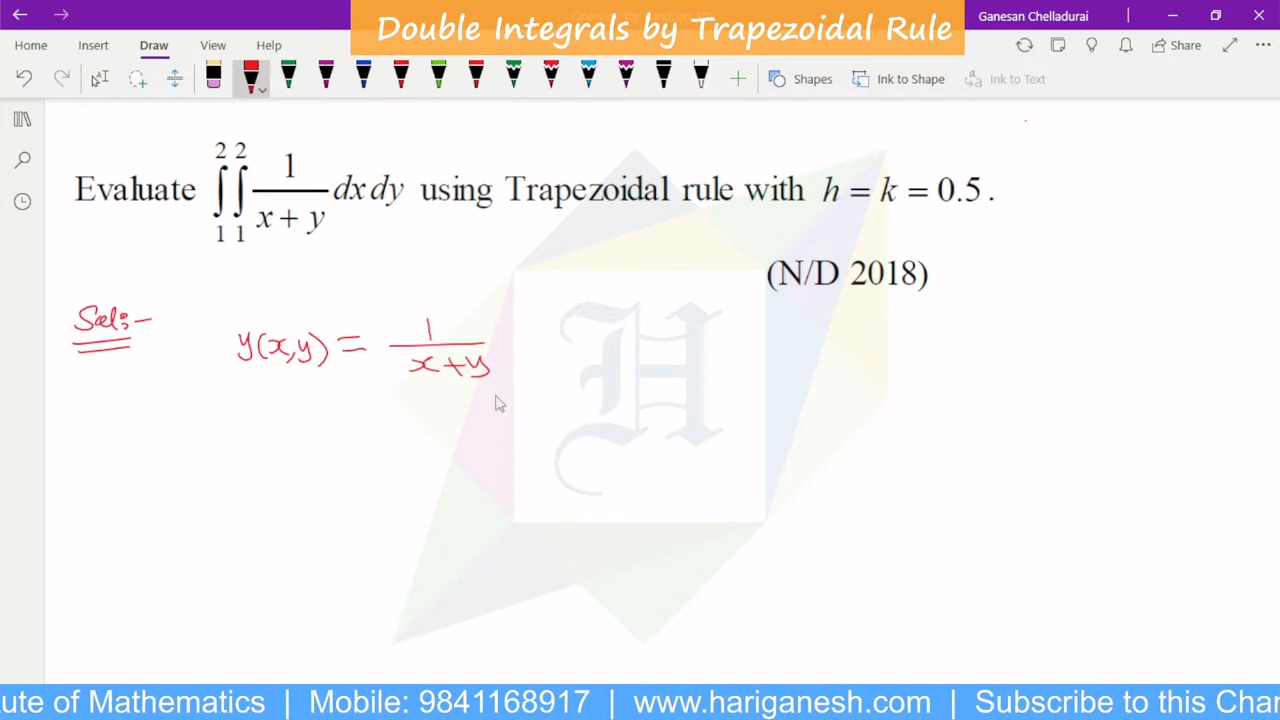 Double Integrals by Trapezoidal Rule
Ganesan Chelladurai
Home Insert Draw View Help
Share
Shapes Ink to Shape Ink to Text
Evaluate ∫₁² ∫₁² 1/(x + y) dx dy using Trapezoidal rule with h = k = 0.5 .
(N/D 2018)
Sol:-
y(x,y) = 1/(x+y)
H
ute of Mathematics | Mobile: 9841168917 | www.hariganesh.com | Subscribe to this Char